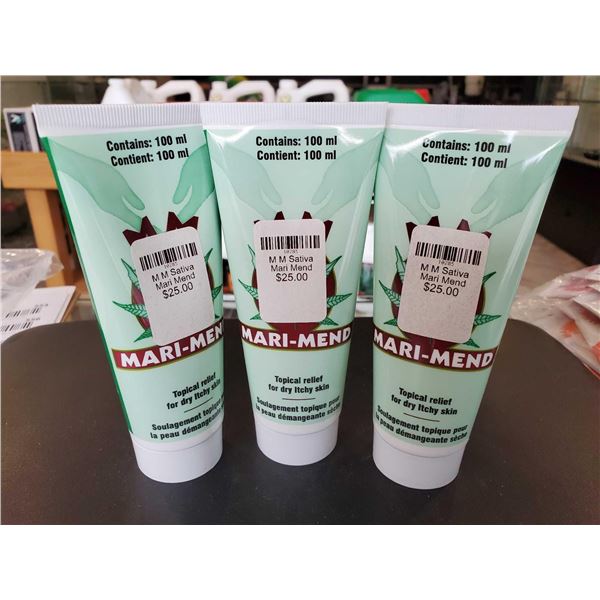 Contains: 100 ml
Contient: 100 ml
M M Sativa
Mari Mend
$25.00
MARI-MEND
Topical relief
for dry Itchy skin
Soulagement topique
la peau démangeante
Contains: 100 ml
Contient: 100 ml
10285
M M Sativa
Mari Mend
$25.00
MARI-MEND
Topical relief
for dry Itchy skin
Soulagement topique pour
la peau démangeante sèche
Contains: 100 ml
Contient: 100 ml
10285
M M Sativa
Mari Mend
$25.00
MARI-MEND
Topical relief
for dry Itchy skin
Soulagement topique pour
la peau démangeante sèche